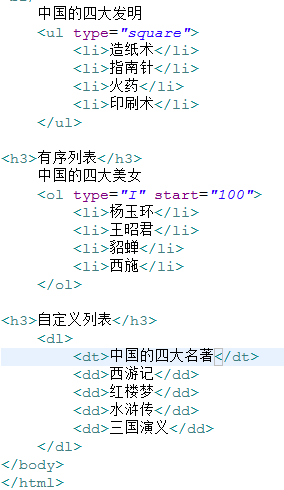 中国的四大发明
<ul type="square">
<li>造纸术</li>
<li>指南针</li>
<li>火药</li>
<li>印刷术</li>
</ul>
<h3>有序列表</h3>
中国的四大美女
<ol type="I" start="100">
<li>杨玉环</li>
<li>王昭君</li>
<li>貂蝉</li>
<li>西施</li>
</ol>
<h3>自定义列表</h3>
<dl>
<dt>中国的四大名著</dt>
<dd>西游记</dd>
<dd>红楼梦</dd>
<dd>水浒传</dd>
<dd>三国演义</dd>
</dl>
</body>
</html>